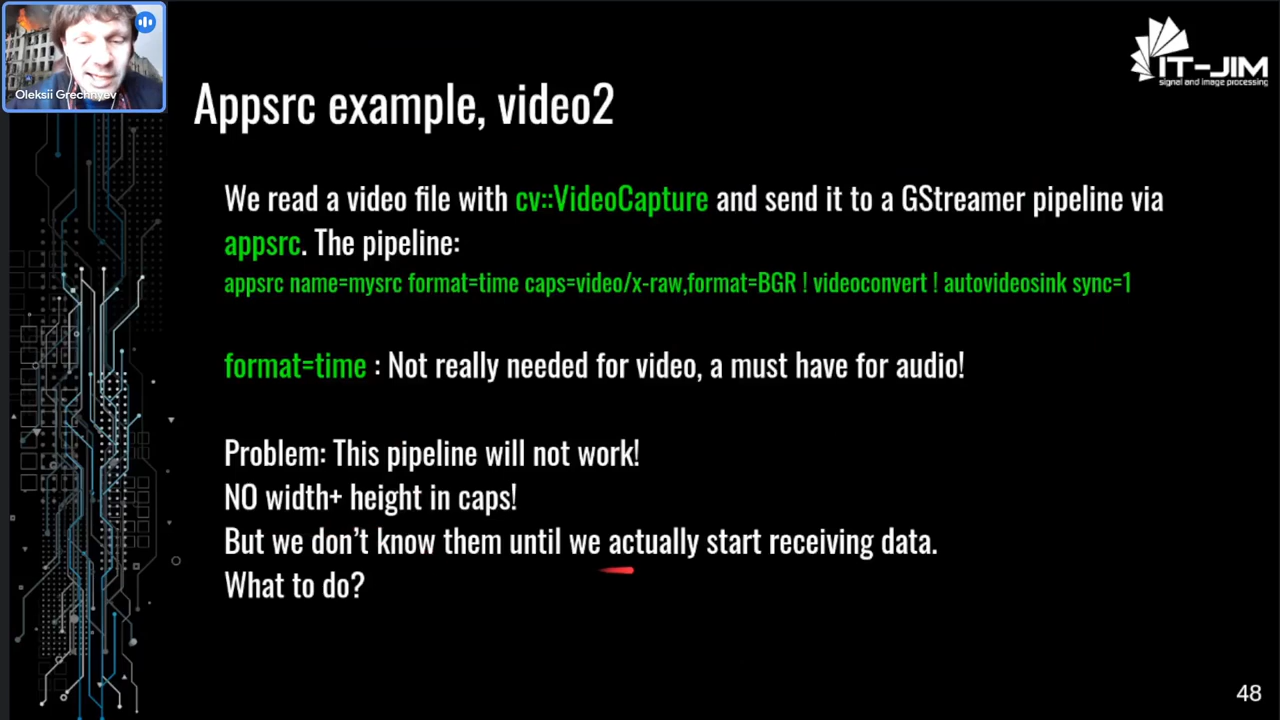 Oleksii Grechnyev
IT-JIM
signal and image processing
Appsrc example, video2
We read a video file with cv::VideoCapture and send it to a GStreamer pipeline via
appsrc. The pipeline:
appsrc name=mysrc format=time caps=video/x-raw,format=BGR ! videoconvert ! autovideosink sync=1
format=time : Not really needed for video, a must have for audio!
Problem: This pipeline will not work!
NO width+ height in caps!
But we don’t know them until we actually start receiving data.
What to do?
48